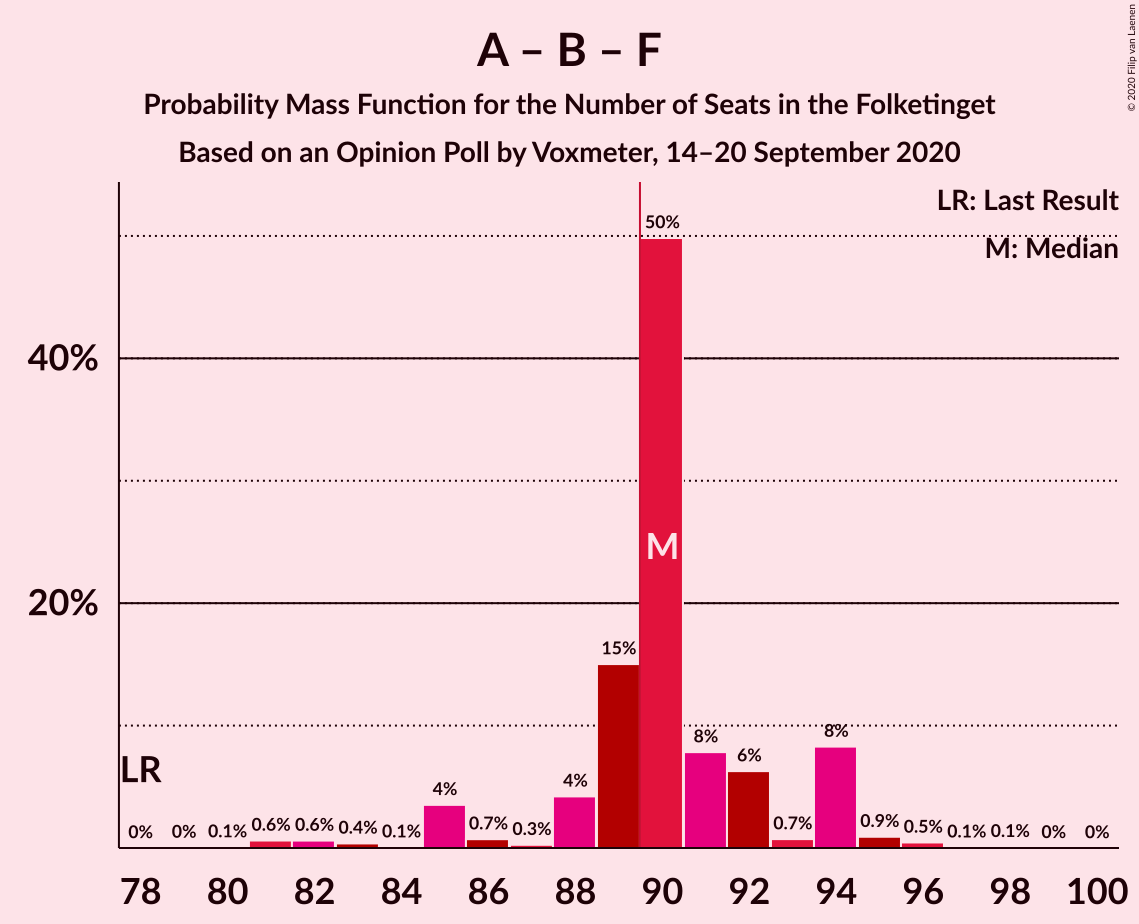 A – B – F
Probability Mass Function for the Number of Seats in the Folketinget
Based on an Opinion Poll by Voxmeter, 14–20 September 2020
© 2020 Filip van Laenen
LR: Last Result
M: Median
50%
40%
M
20%
15%
8%
8%
6%
LR
4%
4%
0% 0% 0.1% 0.6% 0.6% 0.4% 0.1% 0.7% 0.3% 0.7% 0.9% 0.5% 0.1% 0.1% 0% 0%
78 80 82 84 86 88 90 92 94 96 98 100